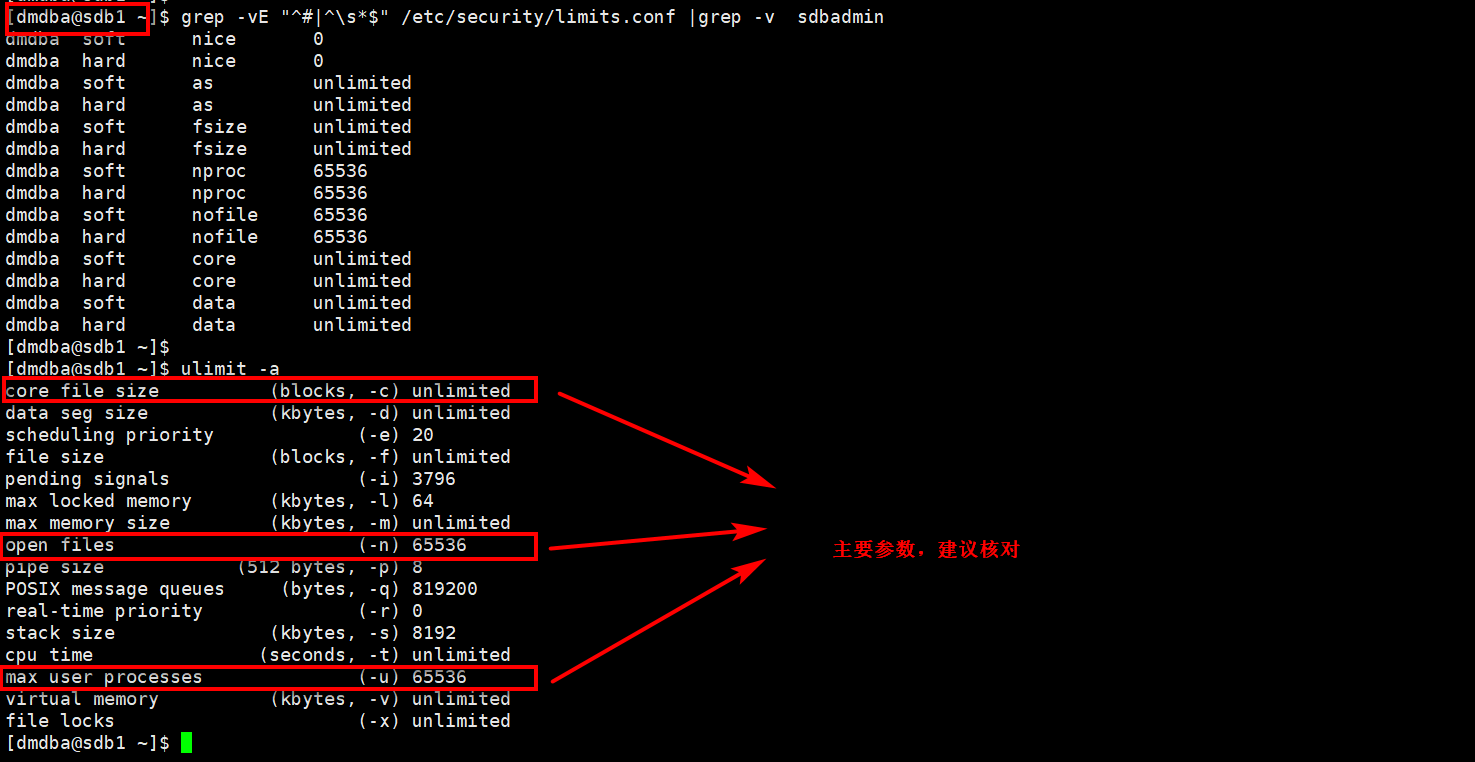 [dmdba@sdb1 ~]$ grep -vE "^#|^\s*$" /etc/security/limits.conf |grep -v  sdbadmin
dmdba  soft      nice       0
dmdba  hard      nice       0
dmdba  soft      as         unlimited
dmdba  hard      as         unlimited
dmdba  soft      fsize      unlimited
dmdba  hard      fsize      unlimited
dmdba  soft      nproc      65536
dmdba  hard      nproc      65536
dmdba  soft      nofile     65536
dmdba  hard      nofile     65536
dmdba  soft      core       unlimited
dmdba  hard      core       unlimited
dmdba  soft      data       unlimited
dmdba  hard      data       unlimited
[dmdba@sdb1 ~]$
[dmdba@sdb1 ~]$ ulimit -a
core file size          (blocks, -c) unlimited
data seg size           (kbytes, -d) unlimited
scheduling priority             (-e) 20
file size               (blocks, -f) unlimited
pending signals                 (-i) 3796
max locked memory       (kbytes, -l) 64
max memory size         (kbytes, -m) unlimited
open files                      (-n) 65536
主要参数，建议核对
pipe size            (512 bytes, -p) 8
POSIX message queues     (bytes, -q) 819200
real-time priority              (-r) 0
stack size              (kbytes, -s) 8192
cpu time               (seconds, -t) unlimited
max user processes              (-u) 65536
virtual memory          (kbytes, -v) unlimited
file locks                      (-x) unlimited
[dmdba@sdb1 ~]$